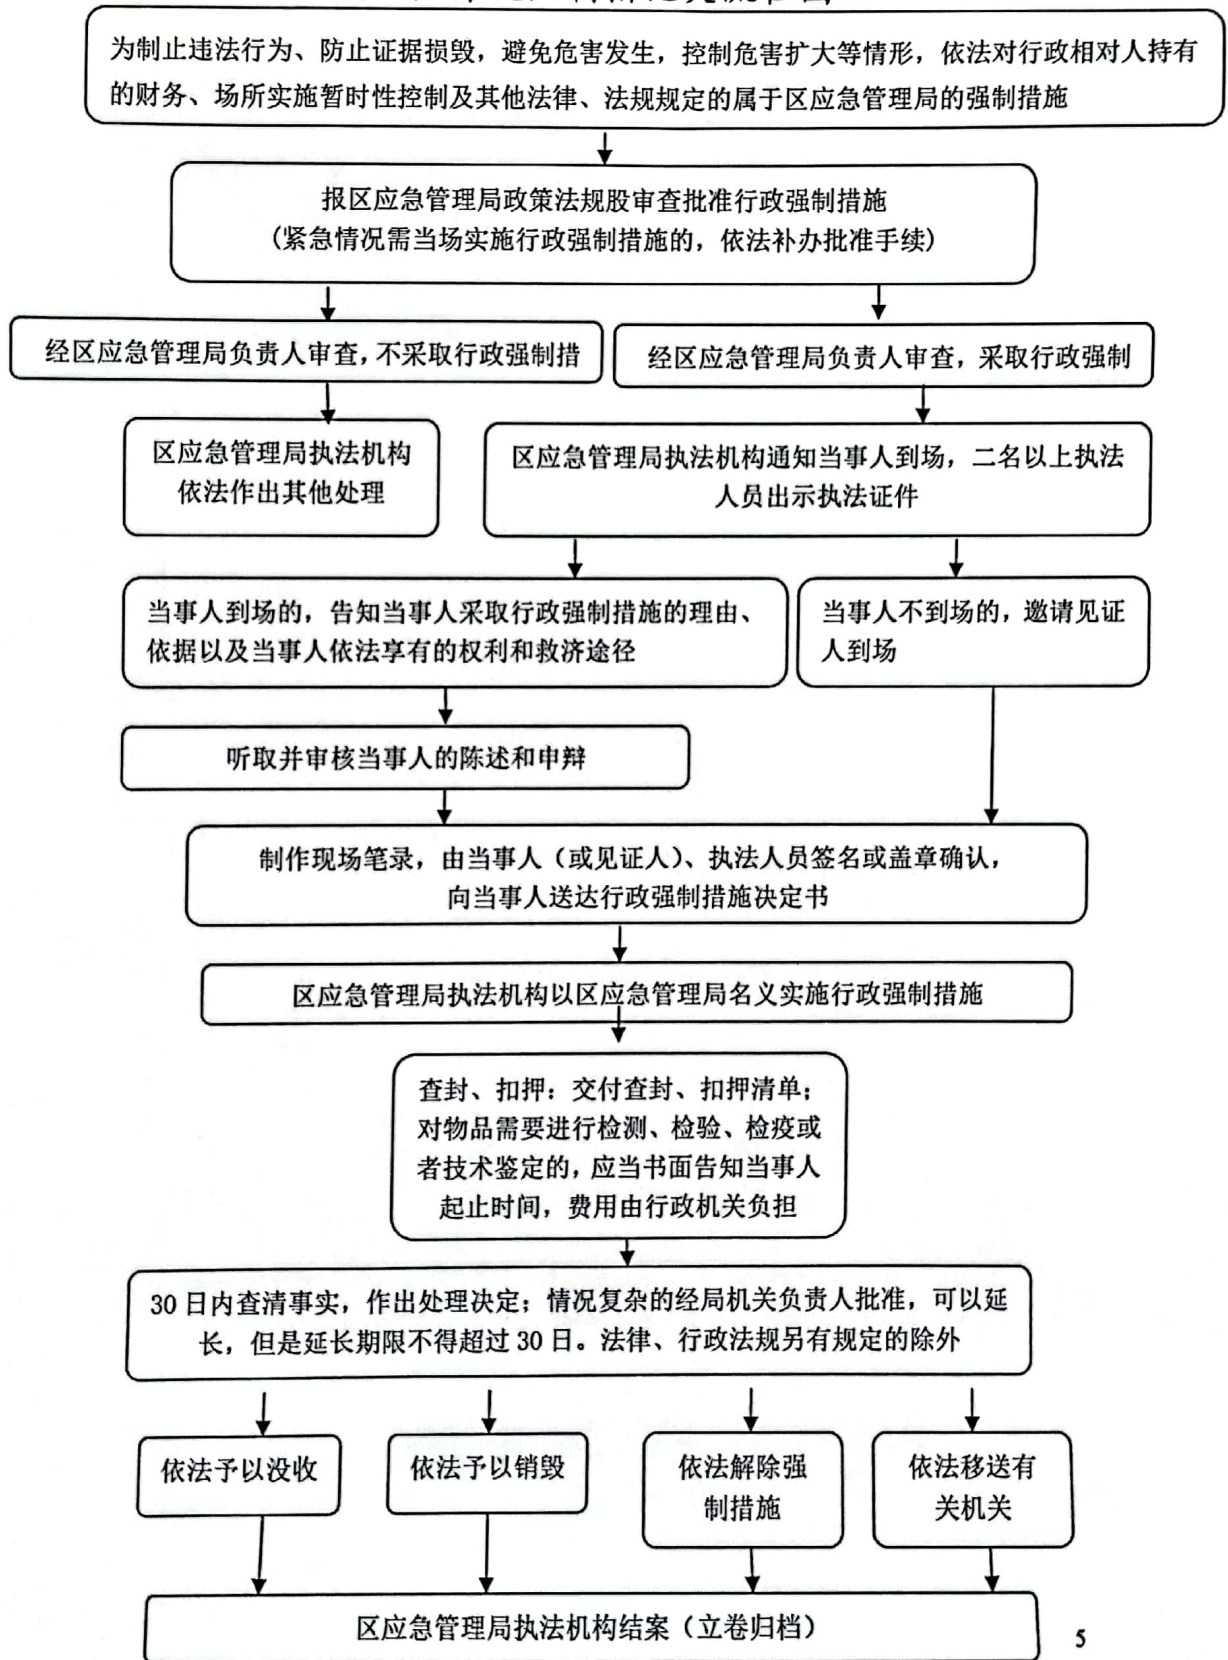 为制止违法行为、防止证据损毁，避免危害发生，控制危害扩大等情形，依法对行政相对人持有
的财务、场所实施暂时性控制及其他法律、法规规定的属于区应急管理局的强制措施
报区应急管理局政策法规股审查批准行政强制措施
(紧急情况需当场实施行政强制措施的，依法补办批准手续)
经区应急管理局负责人审查，不采取行政强制措
经区应急管理局负责人审查，采取行政强制
区应急管理局执法机构
依法作出其他处理
区应急管理局执法机构通知当事人到场，二名以上执法
人员出示执法证件
当事人到场的，告知当事人采取行政强制措施的理由、
依据以及当事人依法享有的权利和救济途径
当事人不到场的，邀请见证
人到场
听取并审核当事人的陈述和申辩
制作现场笔录，由当事人（或见证人）、执法人员签名或盖章确认，
向当事人送达行政强制措施决定书
区应急管理局执法机构以区应急管理局名义实施行政强制措施
查封、扣押：交付查封、扣押清单；
对物品需要进行检测、检验、检疫或
者技术鉴定的，应当书面告知当事人
起止时间，费用由行政机关负担
30 日内查清事实，作出处理决定；情况复杂的经局机关负责人批准，可以延
长，但是延长期限不得超过 30 日。法律、行政法规另有规定的除外
依法予以没收
依法予以销毁
依法解除强
制措施
依法移送有
关机关
区应急管理局执法机构结案（立卷归档）
5